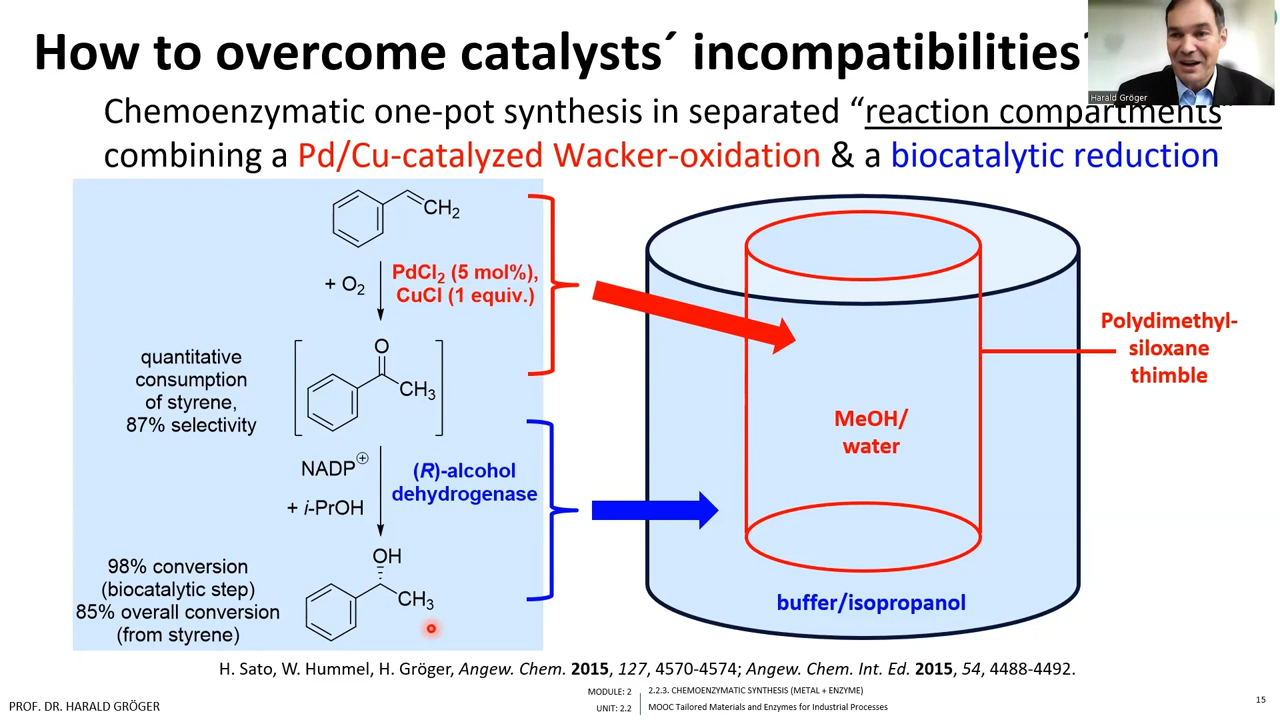 How to overcome catalysts´ incompatibilities
Harald Gröger
Chemoenzymatic one-pot synthesis in separated “reaction compartments”
combining a Pd/Cu-catalyzed Wacker-oxidation & a biocatalytic reduction
CH2
+ O2
PdCl2 (5 mol%),
CuCl (1 equiv.)
quantitative
consumption
of styrene,
87% selectivity
O
CH3
NADP⊕
+ i-PrOH
(R)-alcohol
dehydrogenase
98% conversion
(biocatalytic step)
85% overall conversion
(from styrene)
OH
CH3
MeOH/
water
buffer/isopropanol
Polydimethyl-
siloxane
thimble
H. Sato, W. Hummel, H. Gröger, Angew. Chem. 2015, 127, 4570-4574; Angew. Chem. Int. Ed. 2015, 54, 4488-4492.
PROF. DR. HARALD GRÖGER
MODULE: 2
UNIT: 2.2
2.2.3. CHEMOENZYMATIC SYNTHESIS (METAL + ENZYME)
MOOC Tailored Materials and Enzymes for Industrial Processes
15